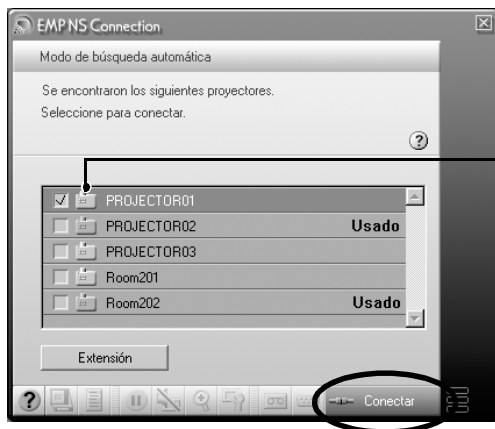 EMP NS Connection
Modo de búsqueda automática
Se encontraron los siguientes proyectores.
Seleccione para conectar.
?
PROJECTOR01
PROJECTOR02 Usado
PROJECTOR03
Room201
Room202 Usado
Extensión
? Conectar